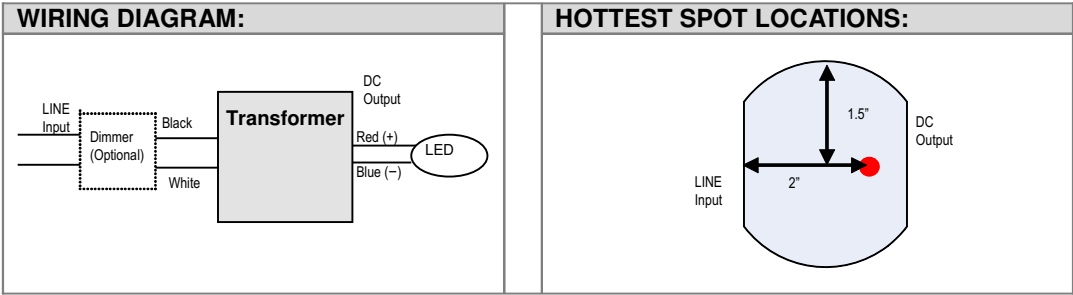 WIRING DIAGRAM:
DC
Output
LINE
Input
Dimmer
(Optional)
Black
White
Transformer
Red (+)
Blue (−)
LED
HOTTEST SPOT LOCATIONS:
1.5”
DC
Output
2”
LINE
Input